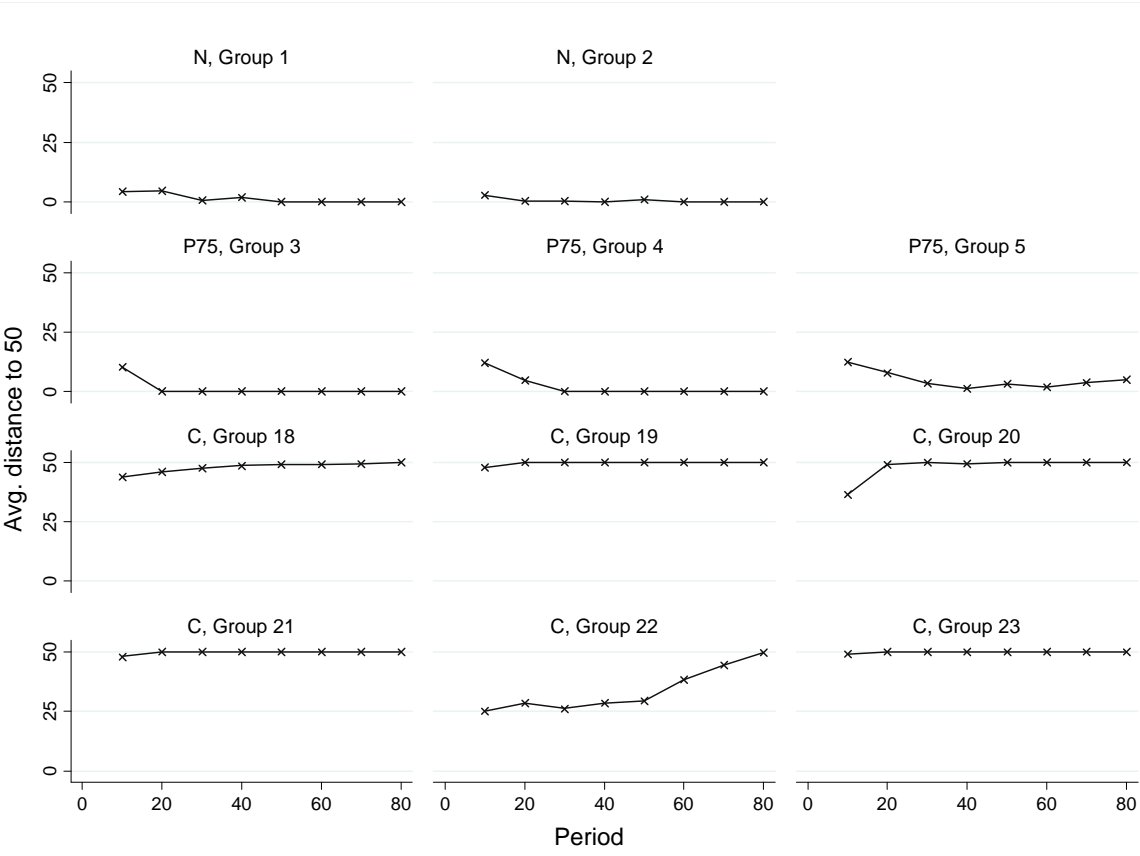 N, Group 1
N, Group 2
50
25
0
P75, Group 3
P75, Group 4
P75, Group 5
50
25
0
Avg. distance to 50
C, Group 18
C, Group 19
C, Group 20
50
25
0
C, Group 21
C, Group 22
C, Group 23
50
25
0
0 20 40 60 80
0 20 40 60 80
0 20 40 60 80
Period